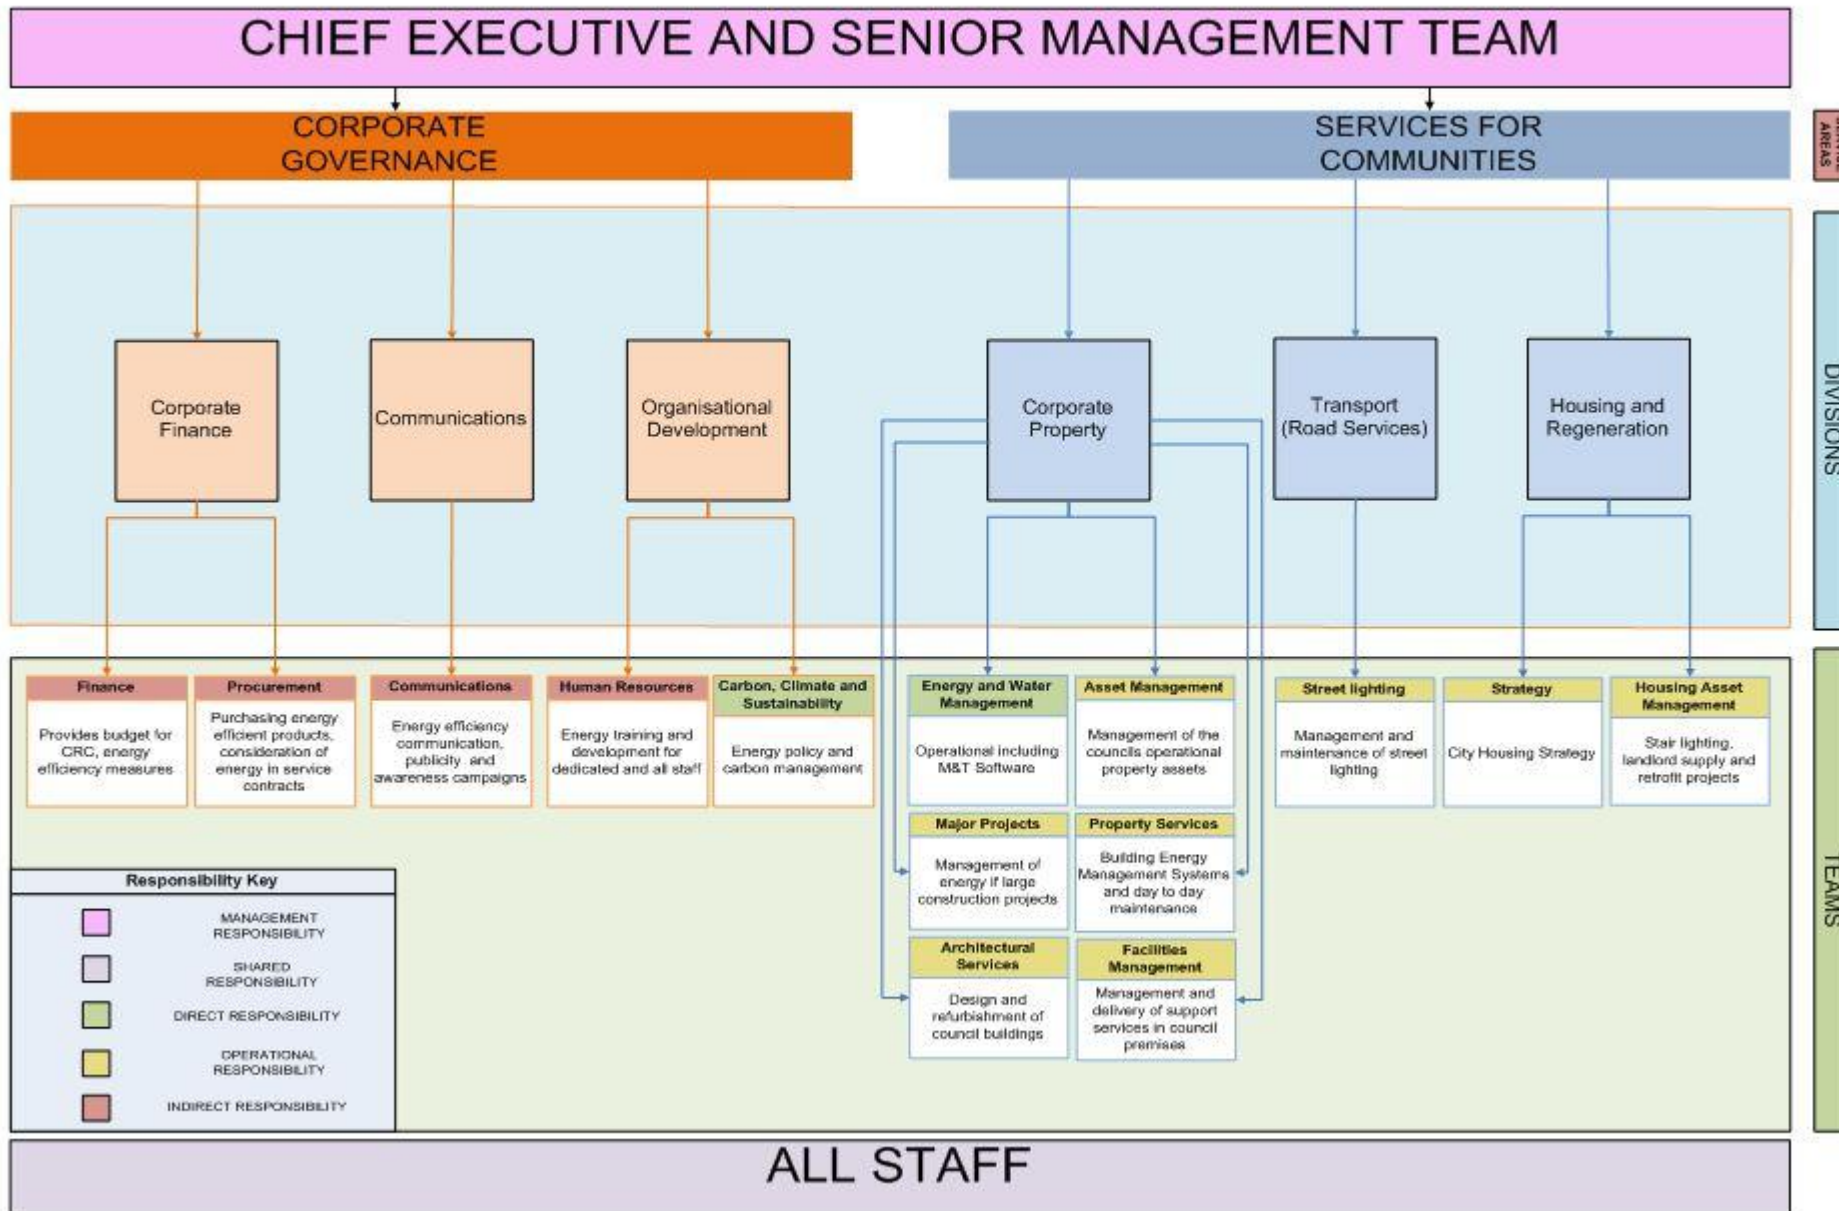 CHIEF EXECUTIVE AND SENIOR MANAGEMENT TEAM
CORPORATE
GOVERNANCE
SERVICES FOR
COMMUNITIES
AREAS
Corporate
Finance
Communications
Organisational
Development
Corporate
Property
Transport
(Road Services)
Housing and
Regeneration
DIVISIONS
Finance
Provides budget for
CRC, energy
efficiency measures
Procurement
Purchasing energy
efficient products,
consideration of
energy in service
contracts
Communications
Energy efficiency
communication,
publicity and
awareness campaigns
Human Resources
Energy training and
development for
dedicated and all staff
Carbon, Climate and
Sustainability
Energy policy and
carbon management
Energy and Water
Management
Operational including
M&T Software
Asset Management
Management of the
councils operational
property assets
Street lighting
Management and
maintenance of street
lighting
Strategy
City Housing Strategy
Housing Asset
Management
Stair lighting,
landlord supply and
retrofit projects
Major Projects
Management of
energy if large
construction projects
Property Services
Building Energy
Management Systems
and day to day
maintenance
Architectural
Services
Design and
refurbishment of
council buildings
Facilities
Management
Management and
delivery of support
services in council
premises
TEAMS
Responsibility Key
MANAGEMENT
RESPONSIBILITY
SHARED
RESPONSIBILITY
DIRECT RESPONSIBILITY
OPERATIONAL
RESPONSIBILITY
INDIRECT RESPONSIBILITY
ALL STAFF